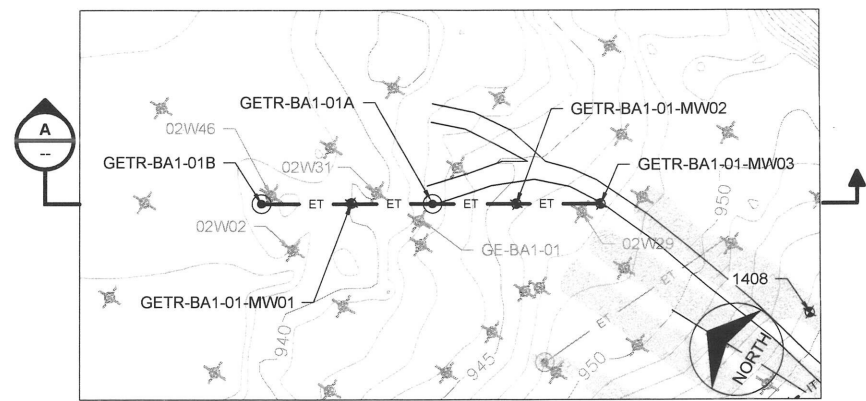 A
--
GETR-BA1-01A
GETR-BA1-01-MW02
02W46
GETR-BA1-01B
02W31
GETR-BA1-01-MW03
950
ET
ET
ET
ET
02W02
GE-BA1-01
02W29
ET
1408
GETR-BA1-01-MW01
940
ET
945
950
NORTH